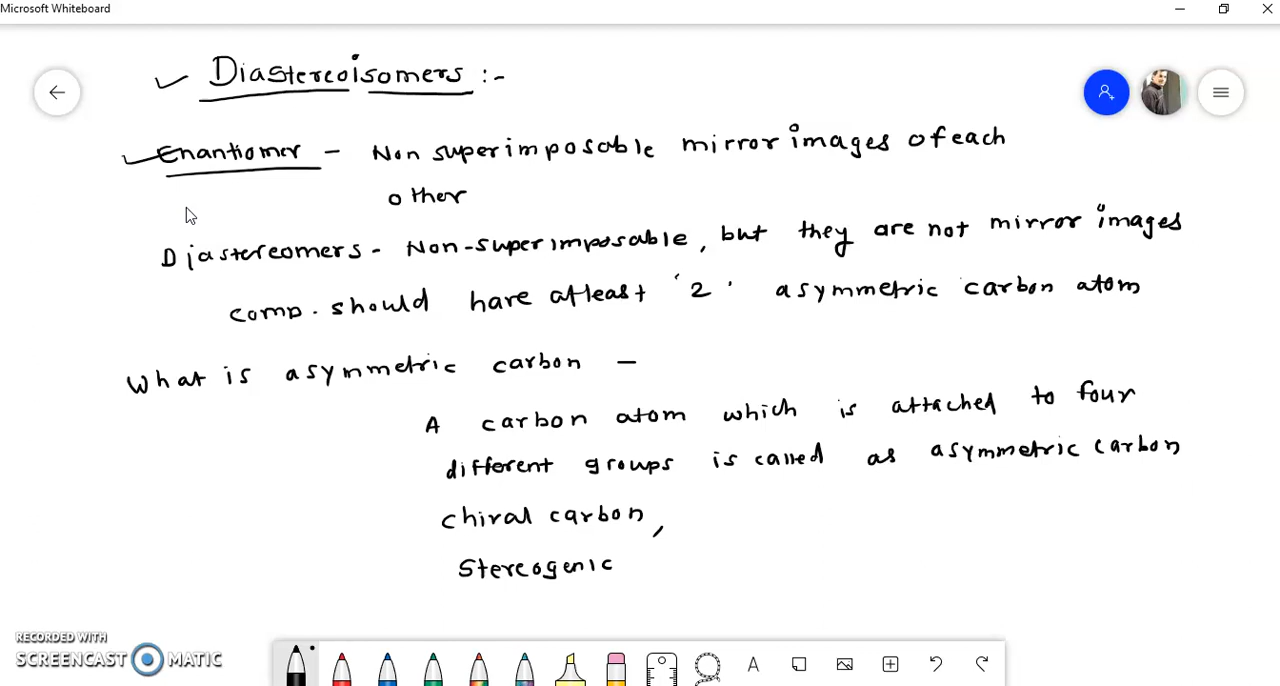 Microsoft Whiteboard
Diastereoisomers :-
Enantiomer - Non superimposable mirror images of each
other
Diastereomers - Non-superimposable, but they are not mirror images
comp. should have atleast '2' asymmetric carbon atom
What is asymmetric carbon -
A carbon atom which is attached to four
different groups is called as asymmetric carbon
chiral carbon,
Stereogenic
RECORDED WITH
SCREENCAST MATIC
A